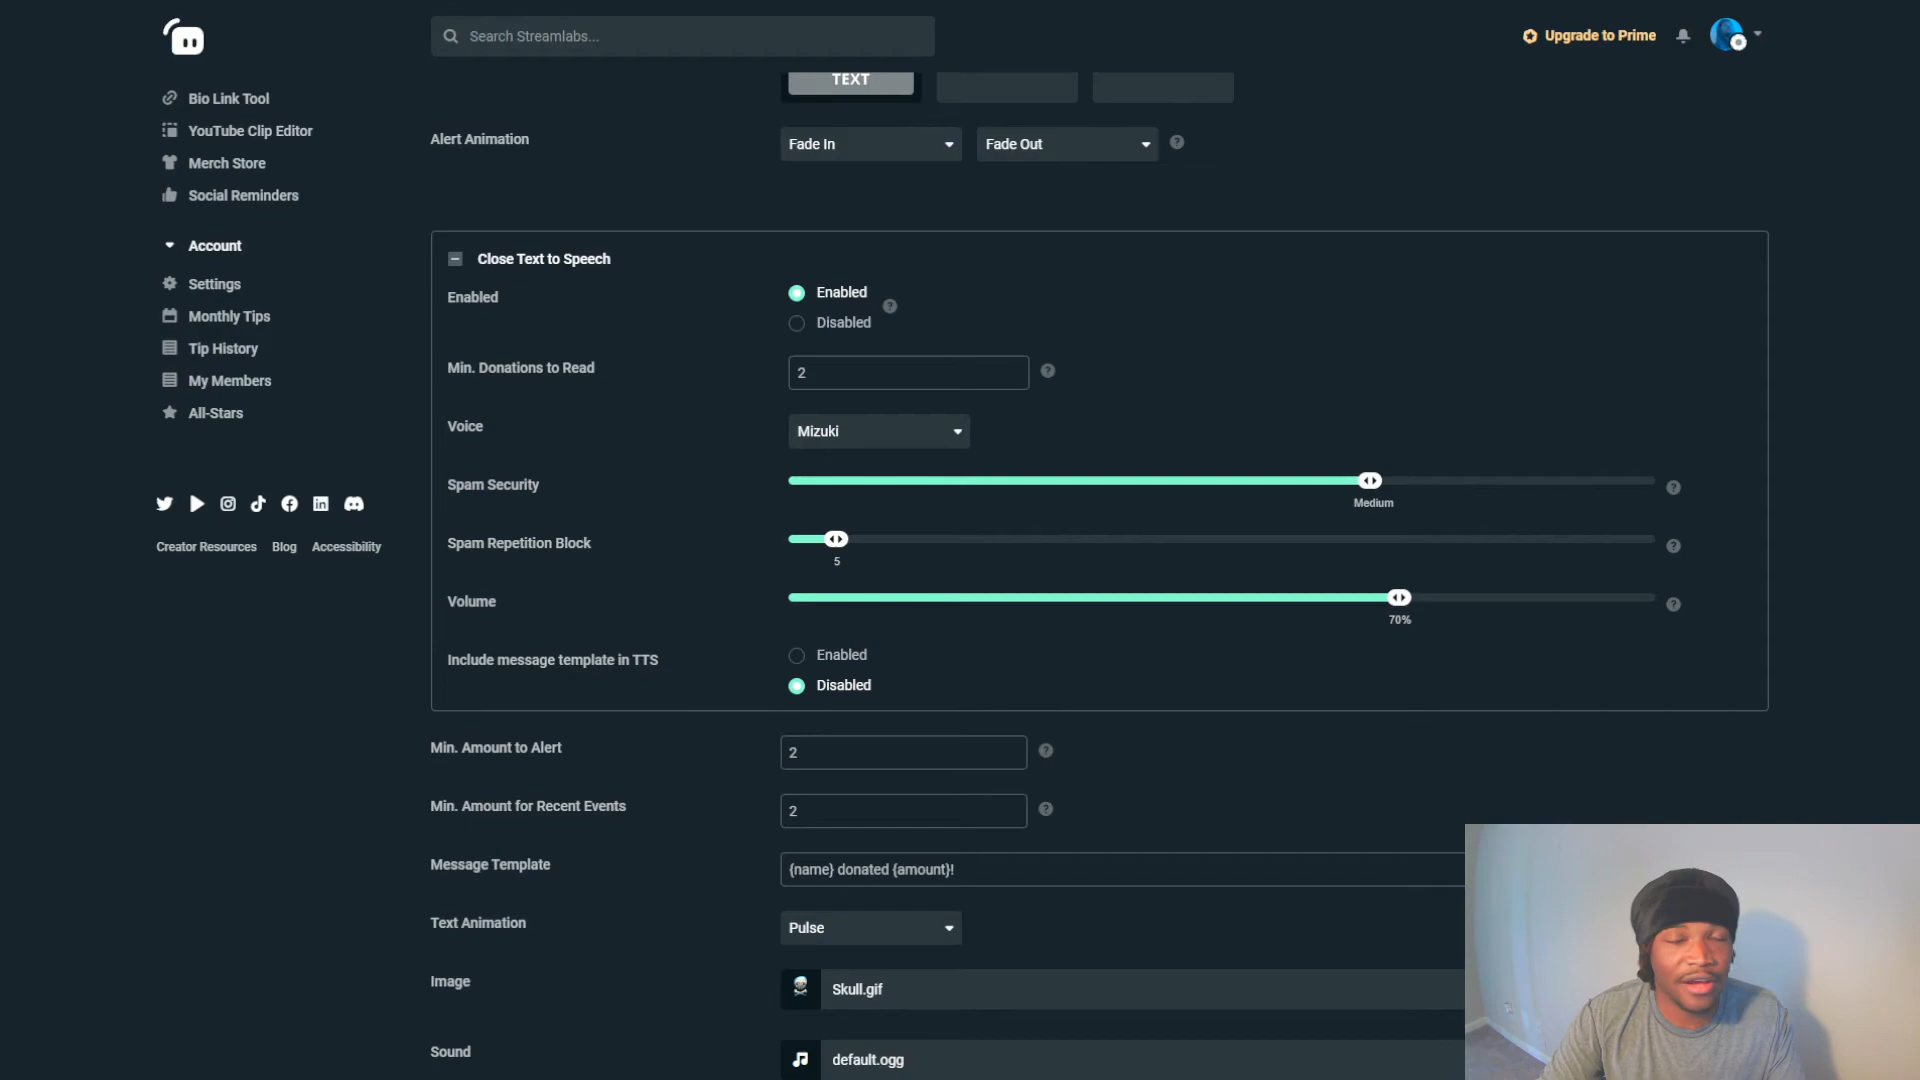 Search Streamlabs...
Upgrade to Prime
Bio Link Tool
YouTube Clip Editor
Merch Store
Social Reminders
Account
Settings
Monthly Tips
Tip History
My Members
All-Stars
Creator Resources Blog Accessibility
TEXT
Alert Animation
Fade In
Fade Out
Close Text to Speech
Enabled
Enabled
Disabled
Min. Donations to Read
2
Voice
Mizuki
Spam Security
Medium
Spam Repetition Block
5
Volume
70%
Include message template in TTS
Enabled
Disabled
Min. Amount to Alert
2
Min. Amount for Recent Events
2
Message Template
{name} donated {amount}!
Text Animation
Pulse
Image
Skull.gif
Sound
default.ogg